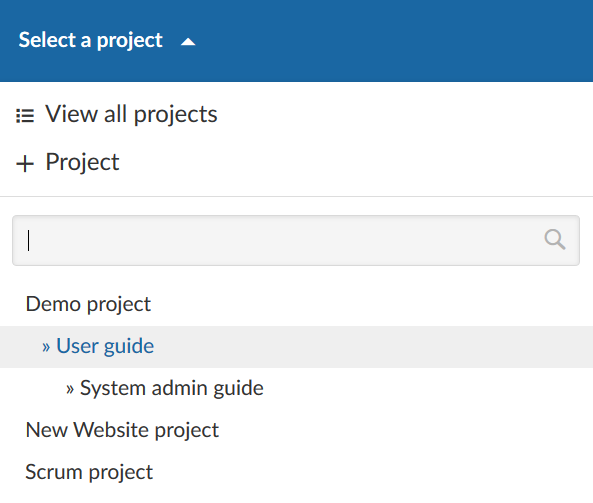 Select a project
View all projects
+ Project
Demo project
» User guide
» System admin guide
New Website project
Scrum project